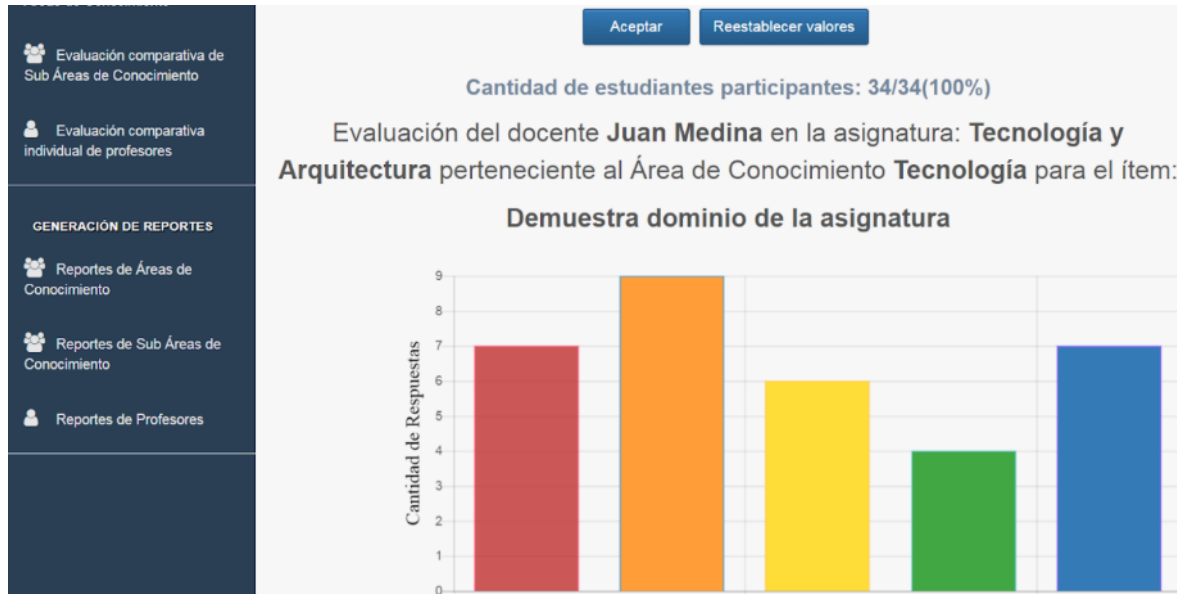 Evaluación comparativa de
Sub Áreas de Conocimiento
Evaluación comparativa
individual de profesores
GENERACIÓN DE REPORTES
Reportes de Áreas de
Conocimiento
Reportes de Sub Áreas de
Conocimiento
Reportes de Profesores
Aceptar
Reestablecer valores
Cantidad de estudiantes participantes: 34/34(100%)
Evaluación del docente Juan Medina en la asignatura: Tecnología y
Arquitectura perteneciente al Área de Conocimiento Tecnología para el ítem:
Demuestra dominio de la asignatura
Cantidad de Respuestas
9
8
7
6
5
4
3
2
1
0